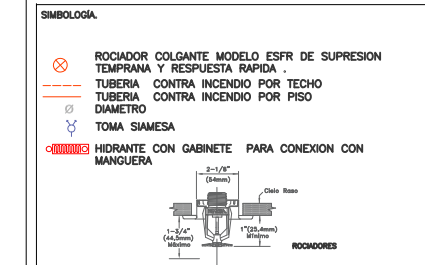 SIMBOLOGÍA.
ROCIADOR COLGANTE MODELO ESFR DE SUPRESION
TEMPRANA Y RESPUESTA RAPIDA .
TUBERIA CONTRA INCENDIO POR TECHO
TUBERIA CONTRA INCENDIO POR PISO
Ø DIAMETRO
TOMA SIAMESA
HIDRANTE CON GABINETE PARA CONEXION CON
MANGUERA
2-1/8"
(54mm)
Cielo Raso
1-3/4"
(44,5mm)
Máximo
1"(25,4mm)
Mínimo
ROCIADORES